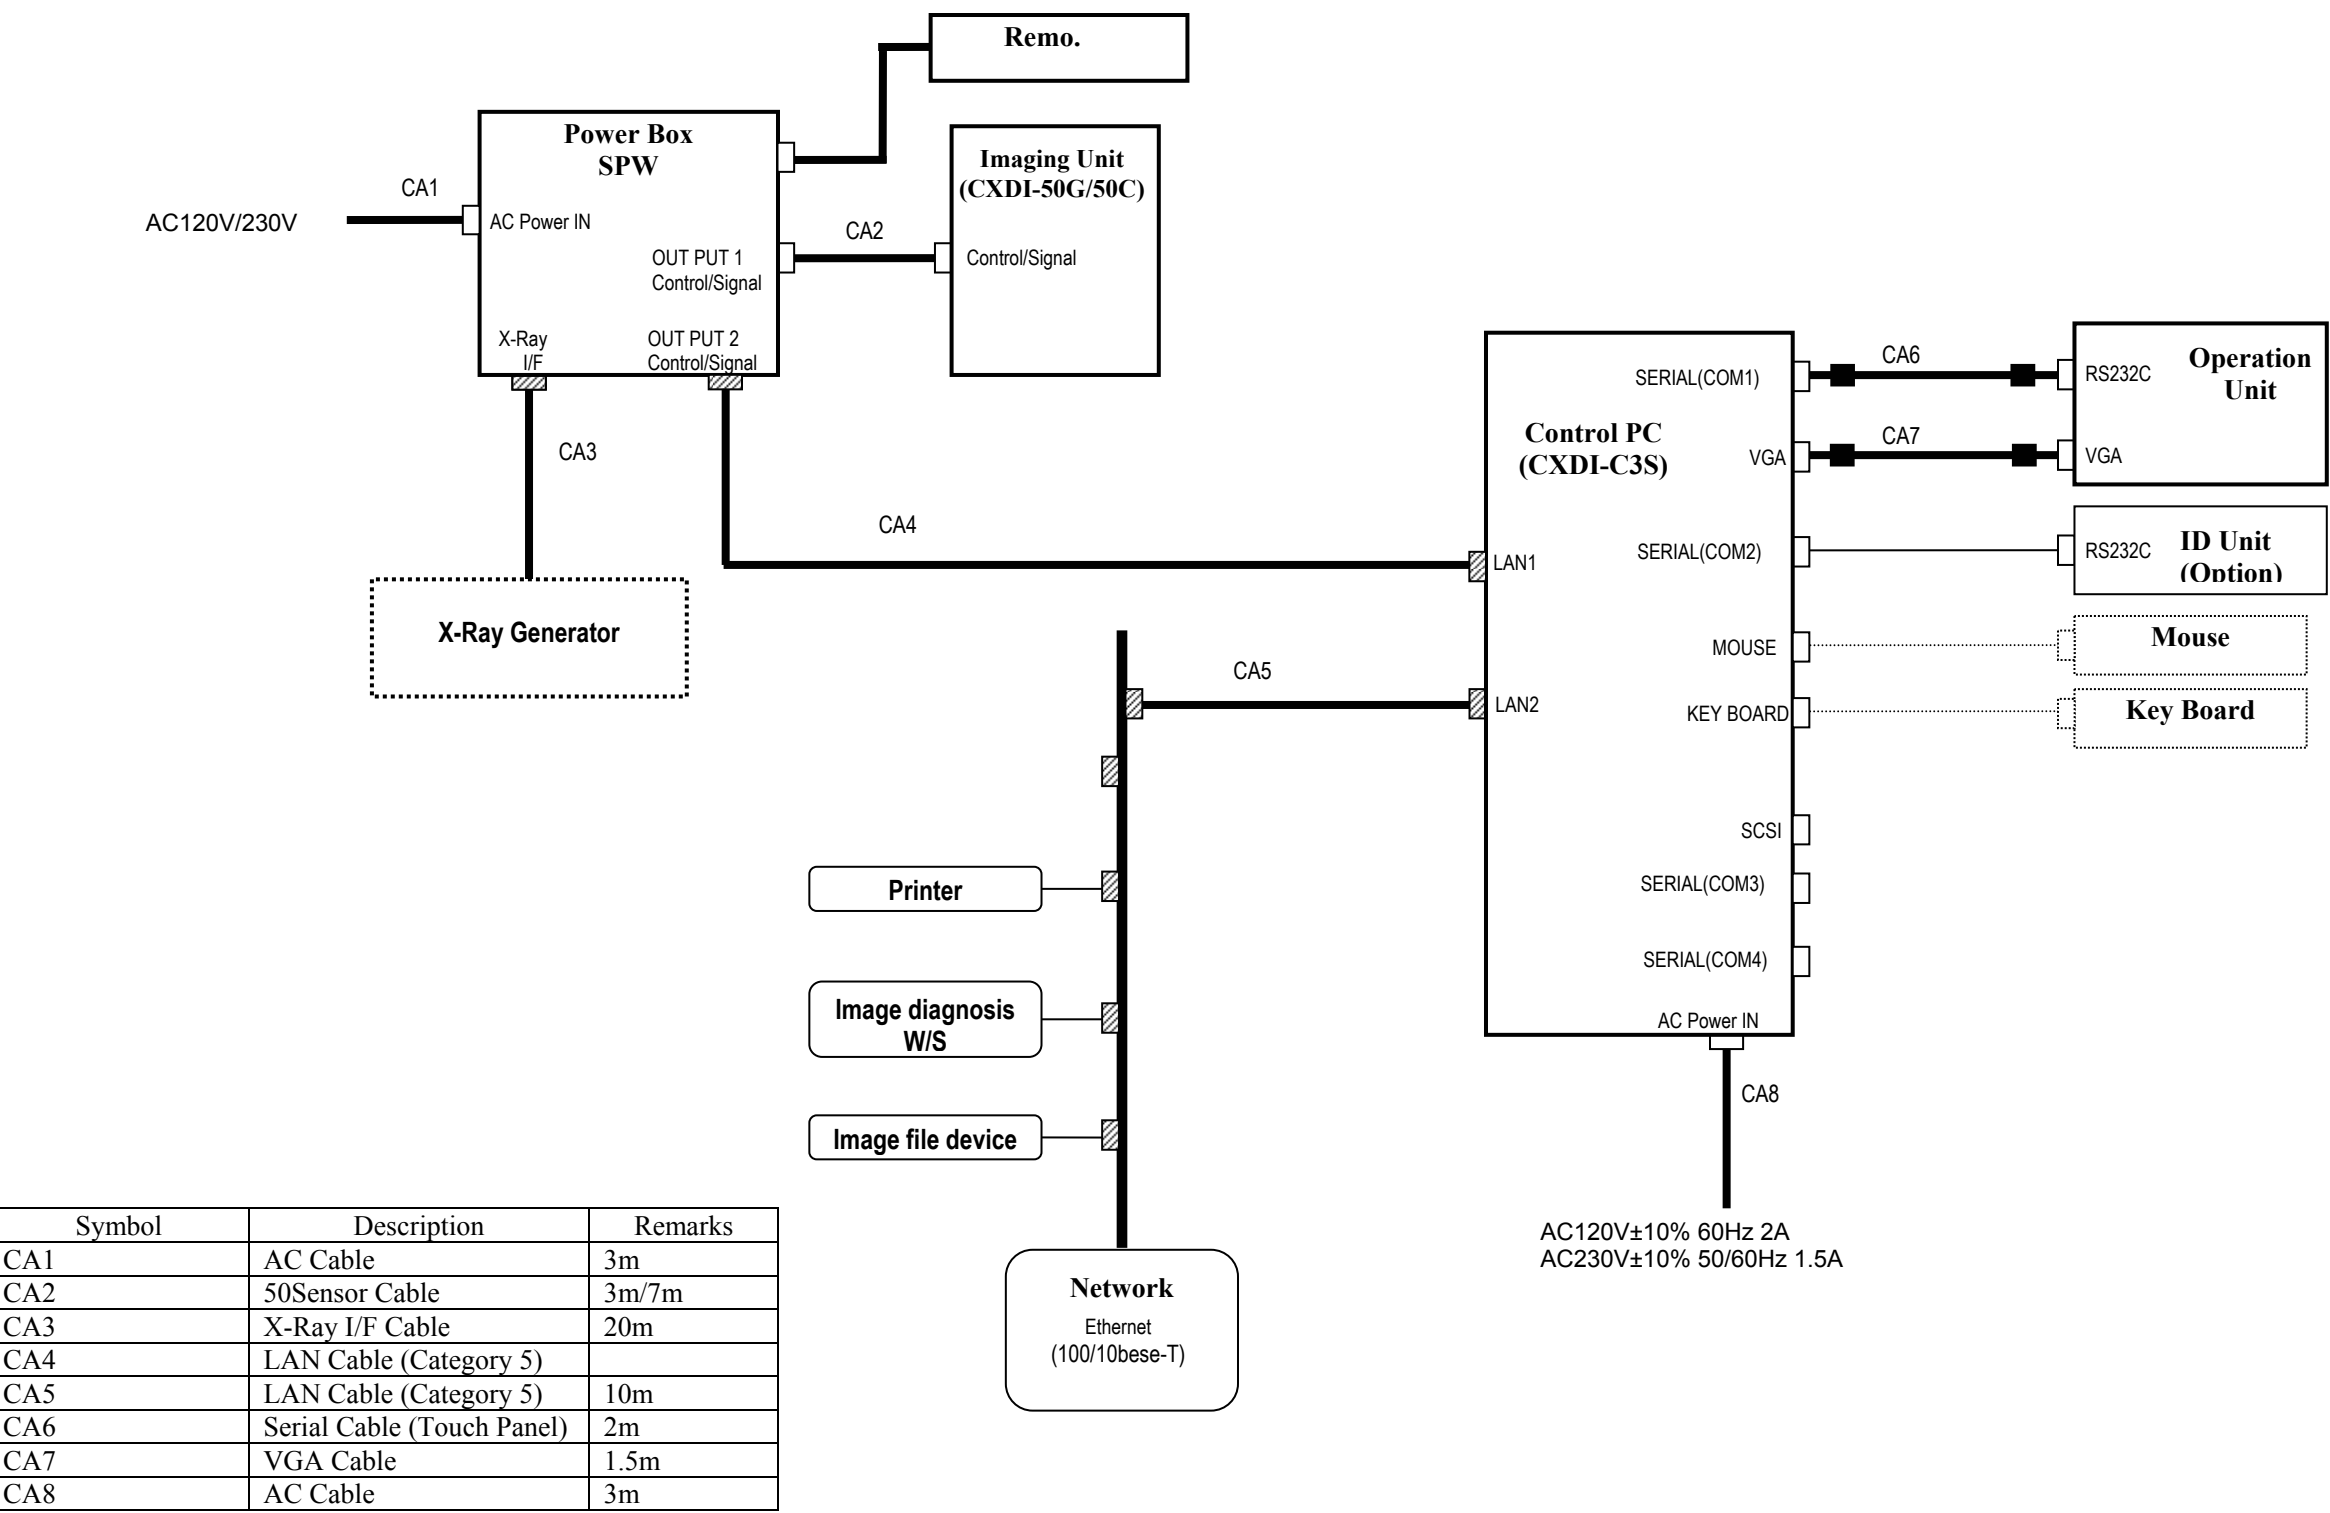 Remo.
Power Box
SPW
Imaging Unit
(CXDI-50G/50C)
CA1
AC120V/230V
AC Power IN
CA2
OUT PUT 1
Control/Signal
Control/Signal
X-Ray
I/F
OUT PUT 2
Control/Signal
CA3
CA4
X-Ray Generator
Control PC
(CXDI-C3S)
SERIAL(COM1)
CA6
RS232C
Operation
Unit
VGA
CA7
VGA
LAN1
SERIAL(COM2)
RS232C
ID Unit
(Option)
MOUSE
Mouse
CA5
LAN2
KEY BOARD
Key Board
SCSI
SERIAL(COM3)
SERIAL(COM4)
AC Power IN
CA8
AC120V±10% 60Hz 2A
AC230V±10% 50/60Hz 1.5A
Printer
Image diagnosis
W/S
Image file device
Network
Ethernet
(100/10bese-T)
Symbol Description Remarks
CA1 AC Cable 3m
CA2 50Sensor Cable 3m/7m
CA3 X-Ray I/F Cable 20m
CA4 LAN Cable (Category 5)
CA5 LAN Cable (Category 5) 10m
CA6 Serial Cable (Touch Panel) 2m
CA7 VGA Cable 1.5m
CA8 AC Cable 3m